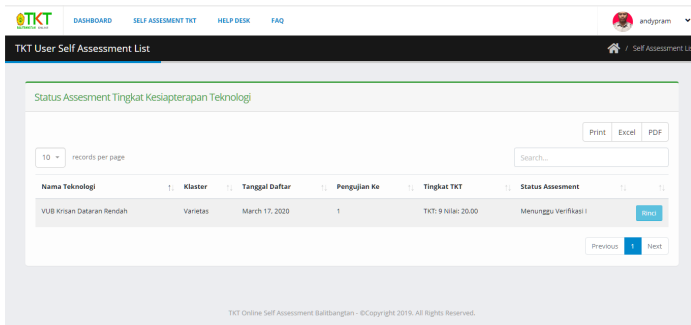 TKT
DASHBOARD SELF ASSESMENT TKT HELP DESK FAQ andypram
TKT User Self Assessment List / Self Assessment
Status Assesment Tingkat Kesiapterapan Teknologi
Print Excel PDF
10 records per page Search...
Nama Teknologi Klaster Tanggal Daftar Pengujian Ke Tingkat TKT Status Assesment
VUB Krisan Dataran Rendah Varietas March 17, 2020 1 TKT: 9 Nilai: 20.00 Menunggu Verifikasi I Rinci
Previous 1 Next
TKT Online Self Assessment Balitbangtan - ©Copyright 2019. All Rights Reserved.